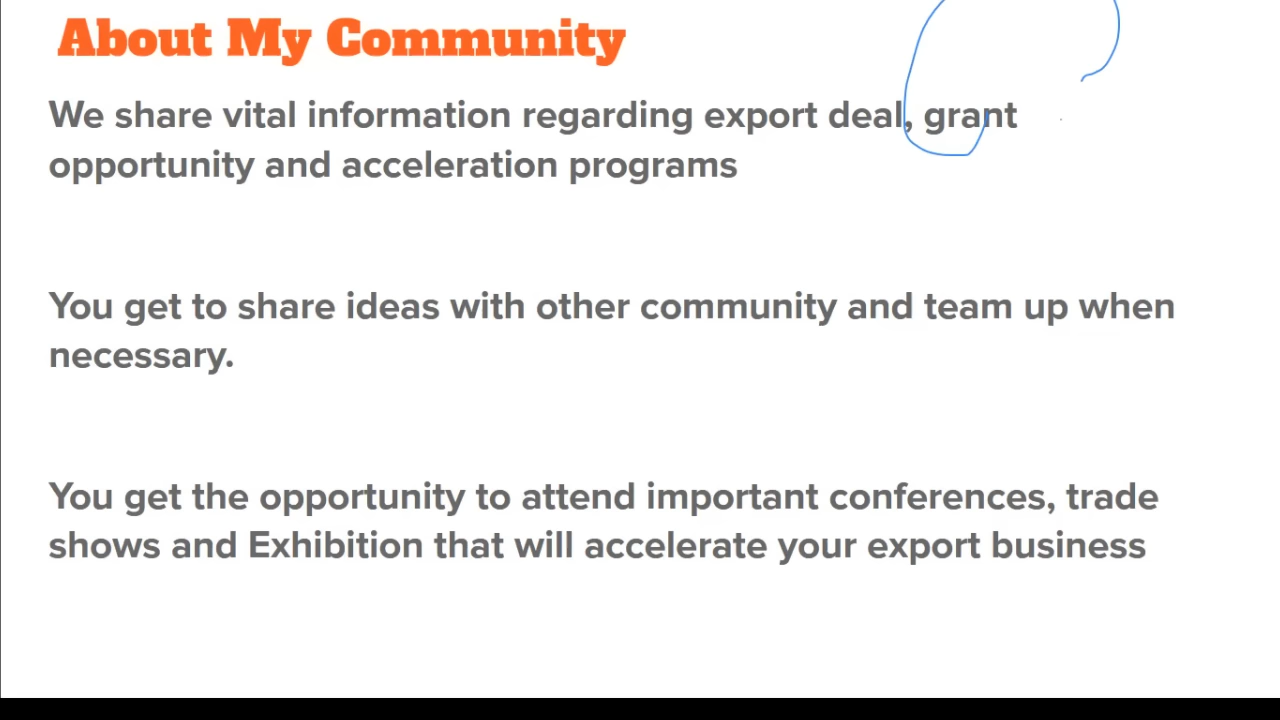 About My Community
We share vital information regarding export deal, grant
opportunity and acceleration programs
You get to share ideas with other community and team up when
necessary.
You get the opportunity to attend important conferences, trade
shows and Exhibition that will accelerate your export business